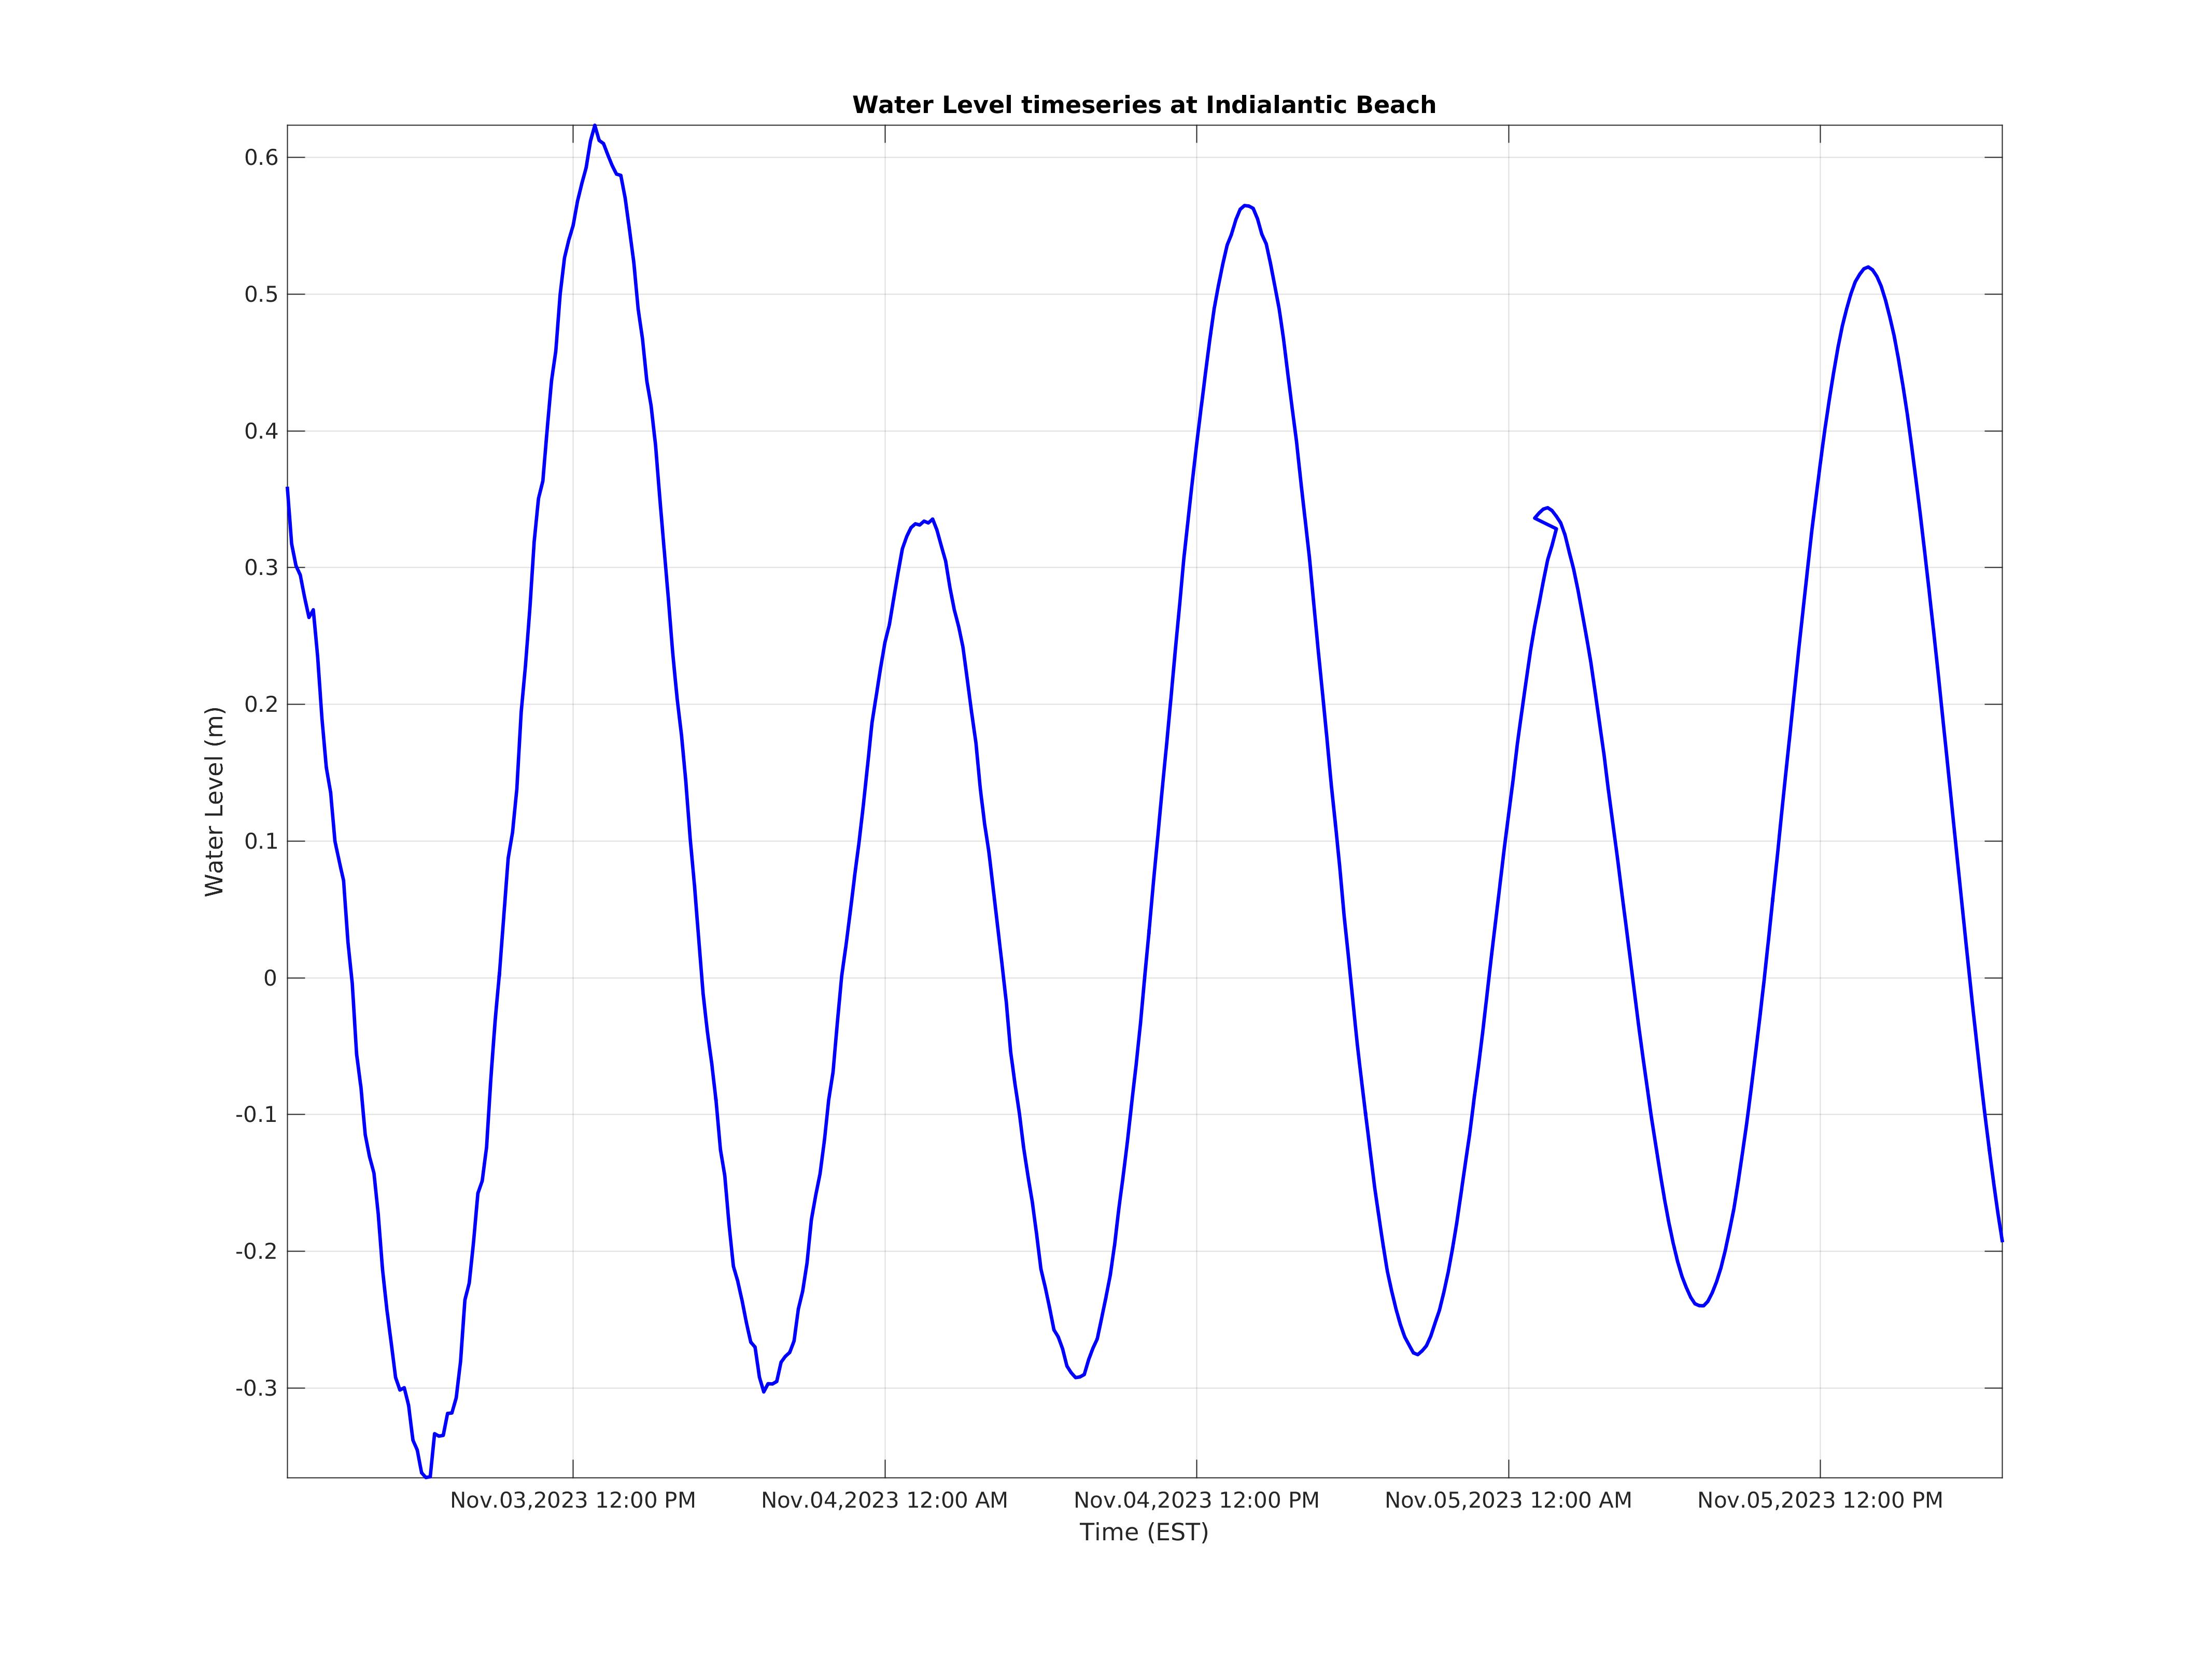 Water Level timeseries at Indialantic Beach
0.6
0.5
0.4
0.3
0.2
0.1
0
-0.1
-0.2
-0.3
Water Level (m)
Nov.03,2023 12:00 PM
Nov.04,2023 12:00 AM
Nov.04,2023 12:00 PM
Nov.05,2023 12:00 AM
Nov.05,2023 12:00 PM
Time (EST)